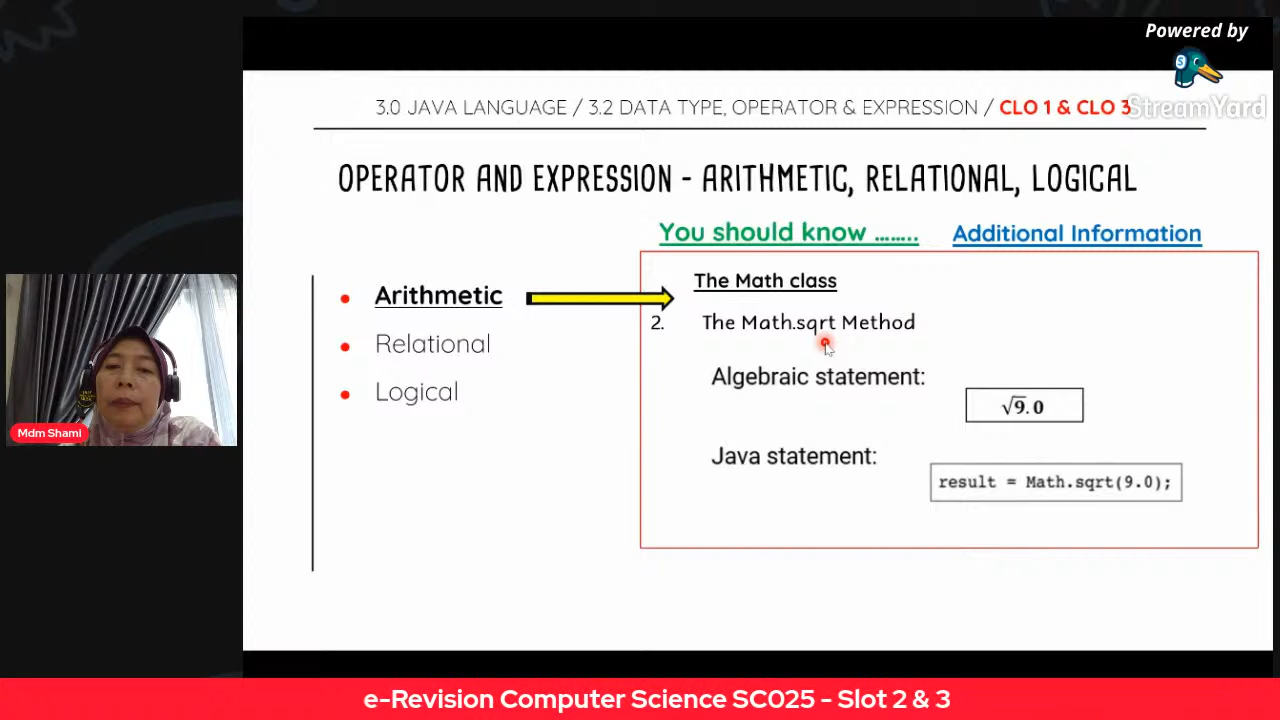 Powered by
StreamYard
3.0 JAVA LANGUAGE / 3.2 DATA TYPE, OPERATOR & EXPRESSION / CLO 1 & CLO 3
OPERATOR AND EXPRESSION - ARITHMETIC, RELATIONAL, LOGICAL
You should know ........
Additional Information
• Arithmetic
• Relational
• Logical
The Math class
2. The Math.sqrt Method
Algebraic statement:
√9.0
Java statement:
result = Math.sqrt(9.0);
Mdm Shami
e-Revision Computer Science SC025 - Slot 2 & 3